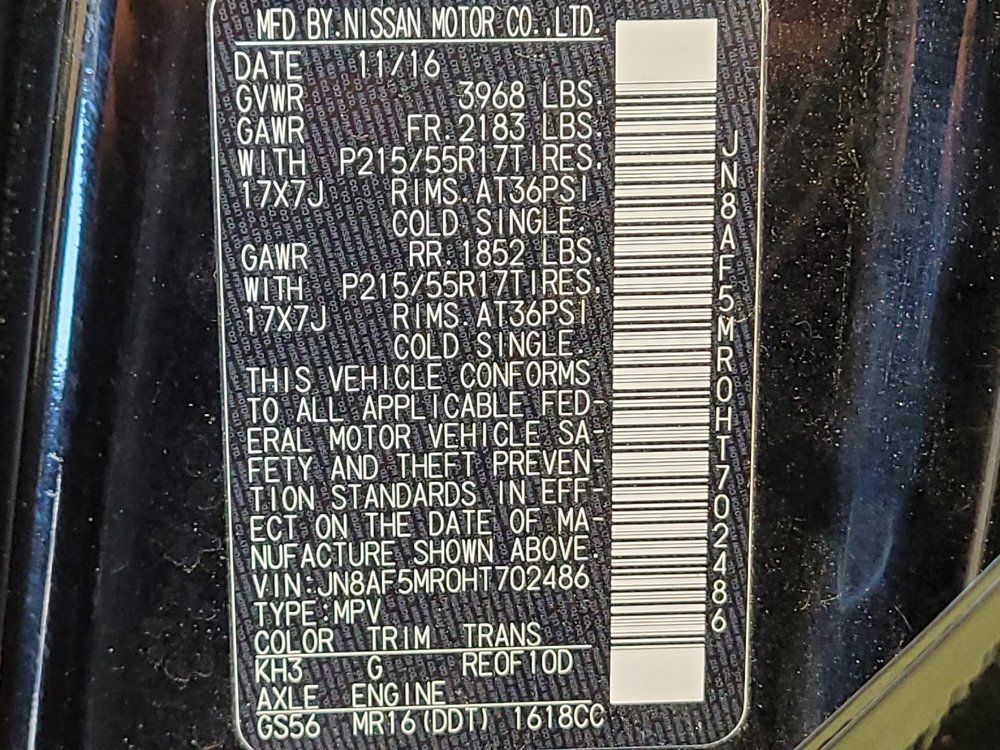 MFD BY.NISSAN MOTOR CO.,LTD.
DATE 11/16
GVWR 3968 LBS.
GAWR FR.2183 LBS.
WITH P215/55R17TIRES.
17X7J RIMS.AT36PSI
COLD SINGLE.
GAWR RR.1852 LBS.
WITH P215/55R17TIRES.
17X7J RIMS.AT36PSI
COLD SINGLE.
THIS VEHICLE CONFORMS
TO ALL APPLICABLE FED-
ERAL MOTOR VEHICLE SA-
FETY AND THEFT PREVEN-
TION STANDARDS IN EFF-
ECT ON THE DATE OF MA-
NUFACTURE SHOWN ABOVE.
VIN:JN8AF5MR0HT702486
TYPE:MPV
COLOR TRIM TRANS
KH3 G RE0F10D
AXLE ENGINE
GS56 MR16(DDT) 1618CC
JN8AF5MR0HT702486